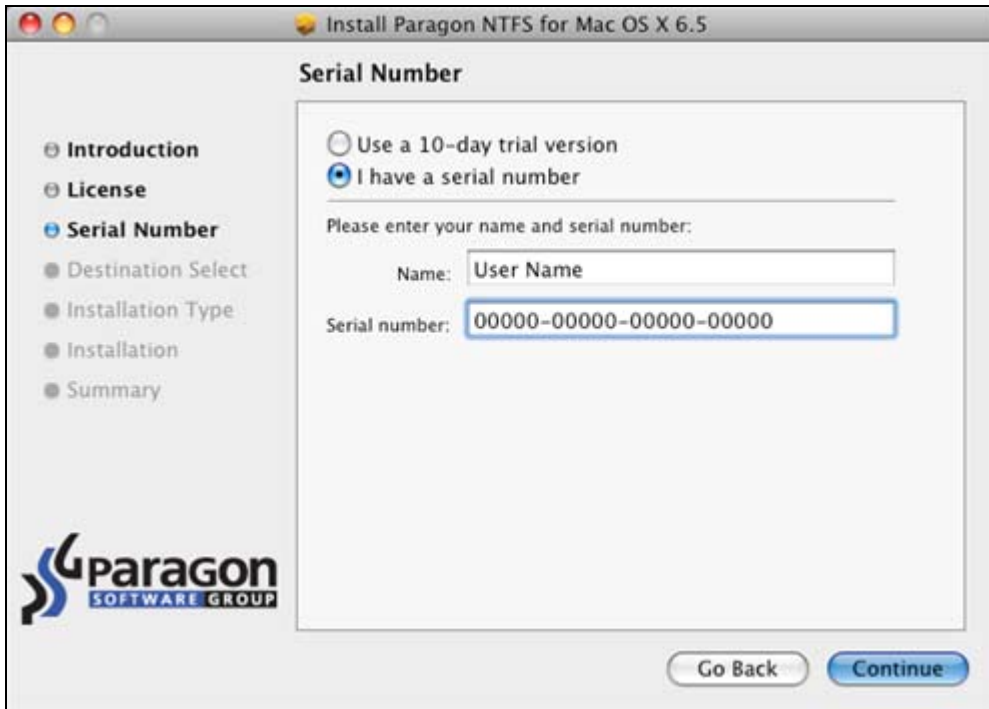 Install Paragon NTFS for Mac OS X 6.5
Serial Number
Introduction
License
Serial Number
Destination Select
Installation Type
Installation
Summary
Use a 10-day trial version
I have a serial number
Please enter your name and serial number:
Name: User Name
Serial number: 00000-00000-00000-00000
Paragon
SOFTWARE GROUP
Go Back
Continue